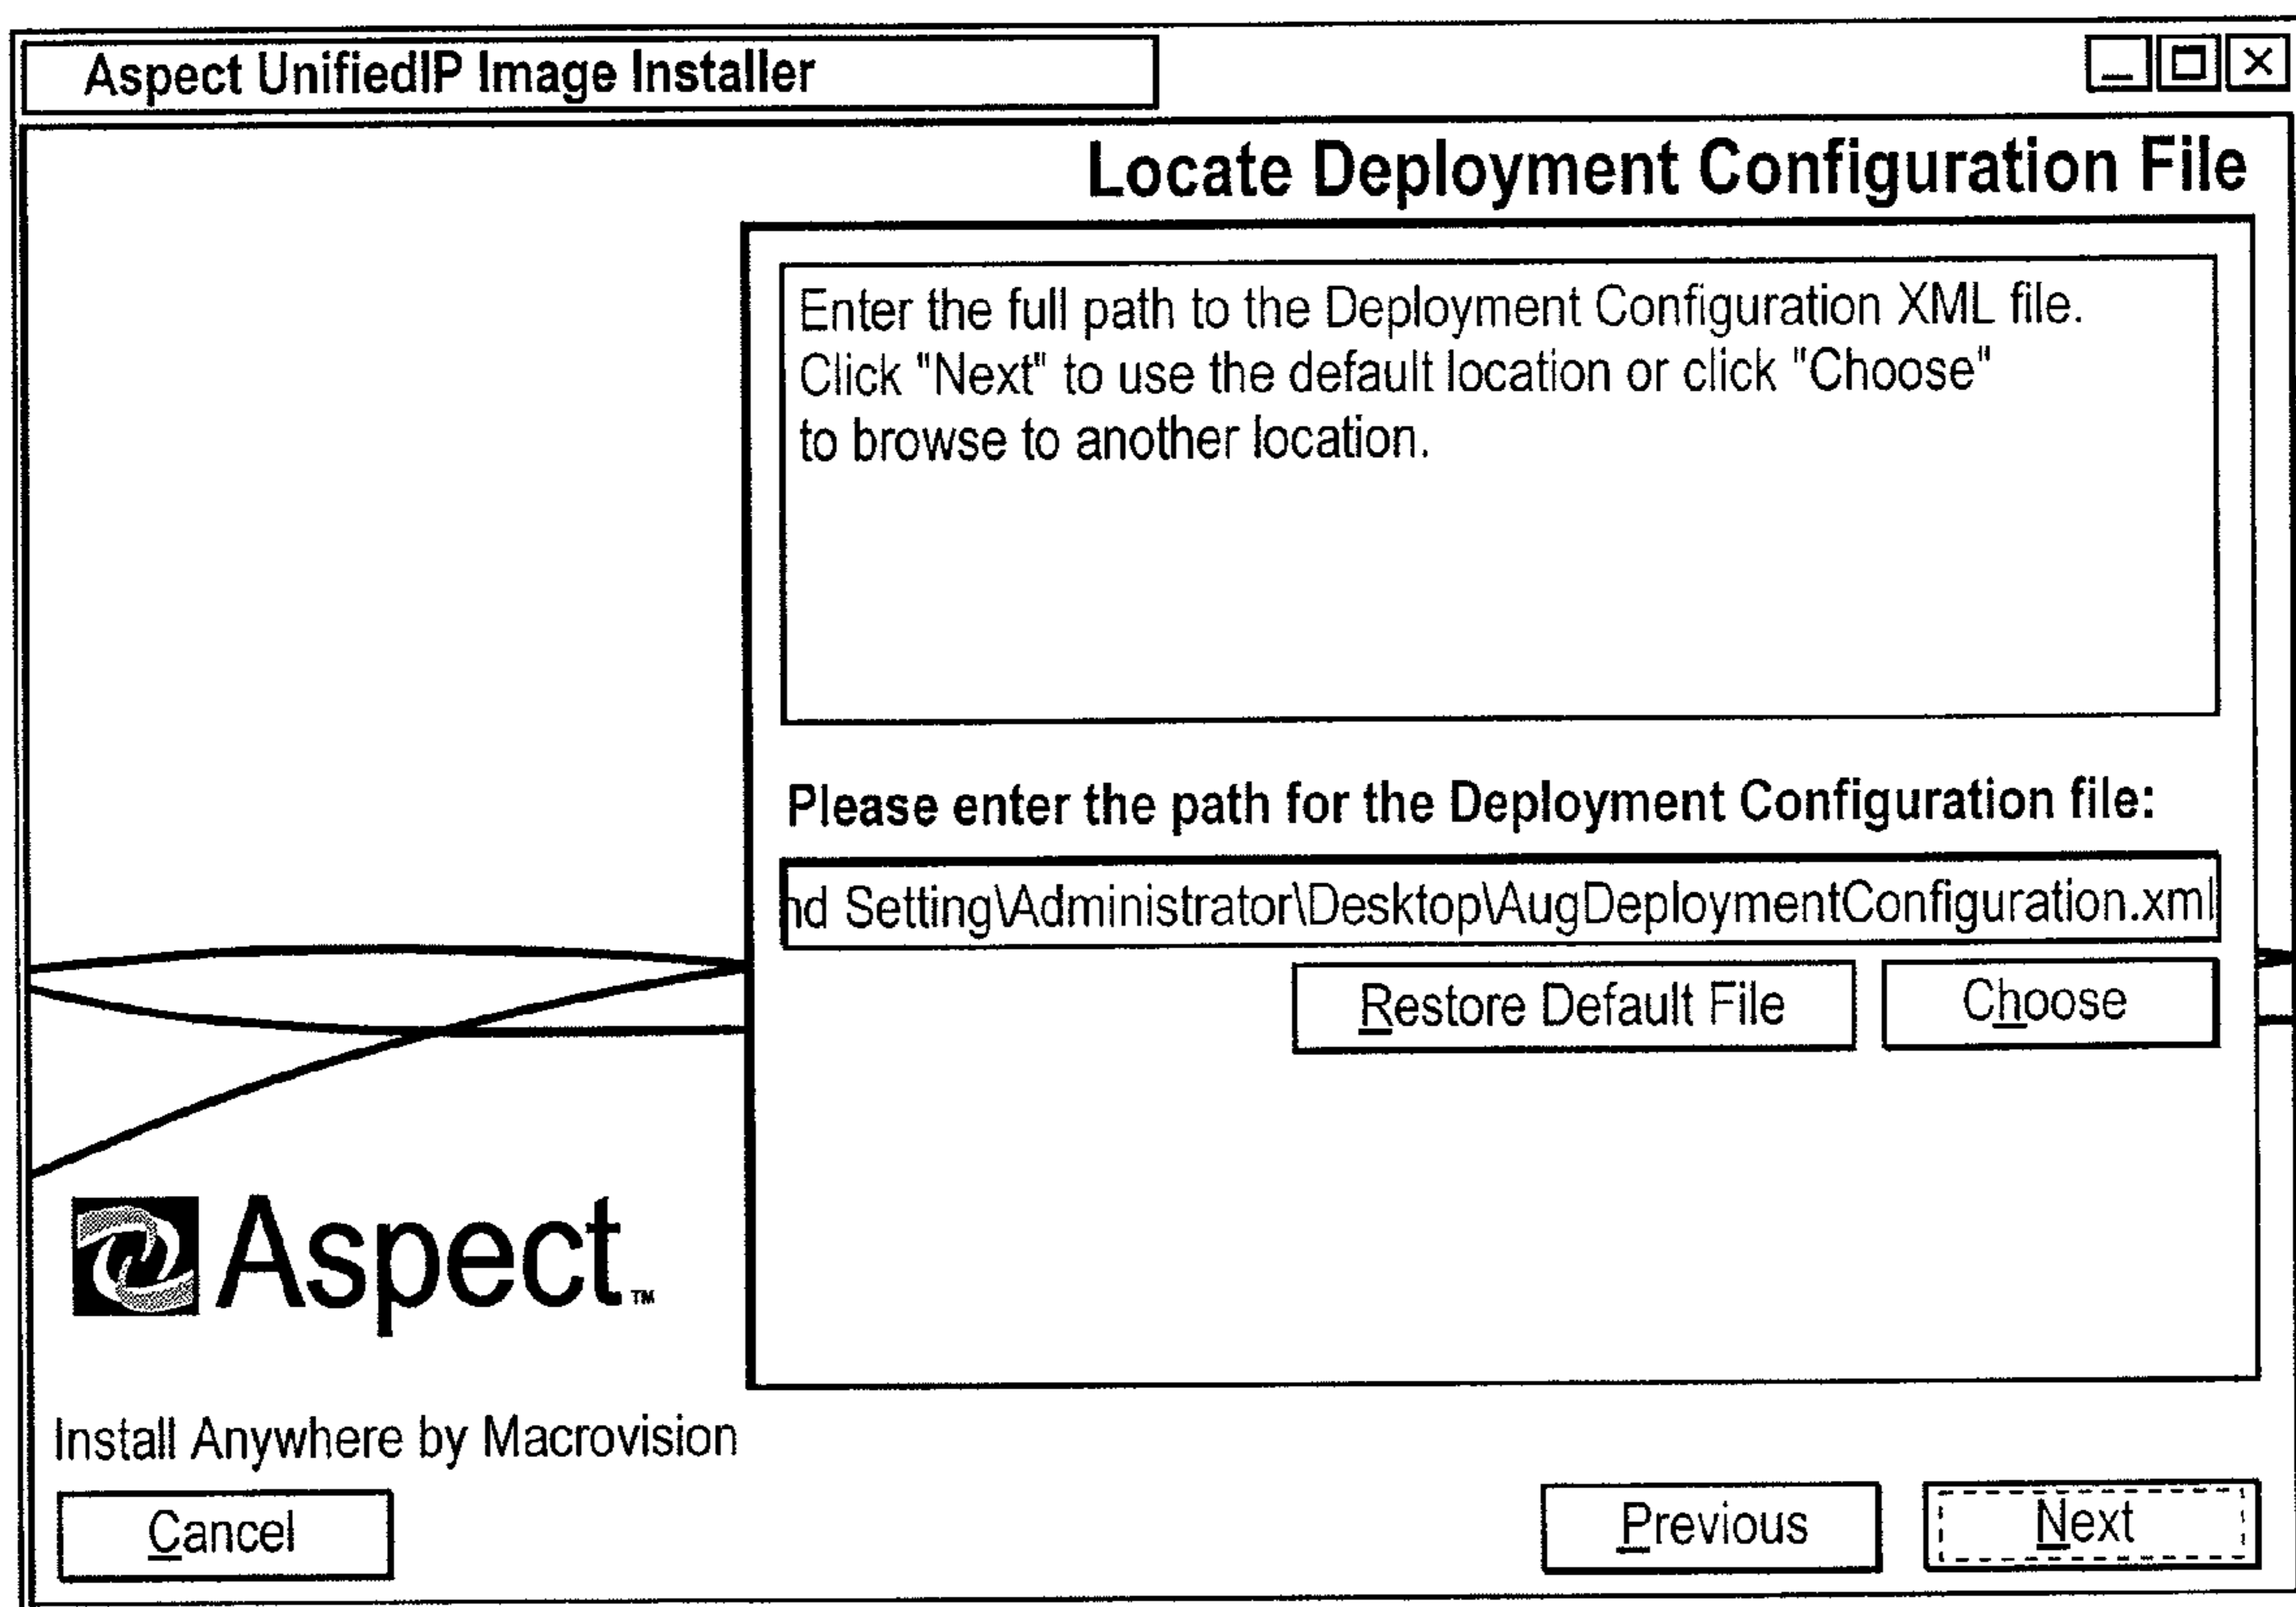 Aspect UnifiedIP Image Installer
Locate Deployment Configuration File
Enter the full path to the Deployment Configuration XML file.
Click "Next" to use the default location or click "Choose"
to browse to another location.
Please enter the path for the Deployment Configuration file:
nd Setting\Administrator\Desktop\AugDeploymentConfiguration.xml
Restore Default File
Choose
Aspect™
Install Anywhere by Macrovision
Cancel
Previous
Next